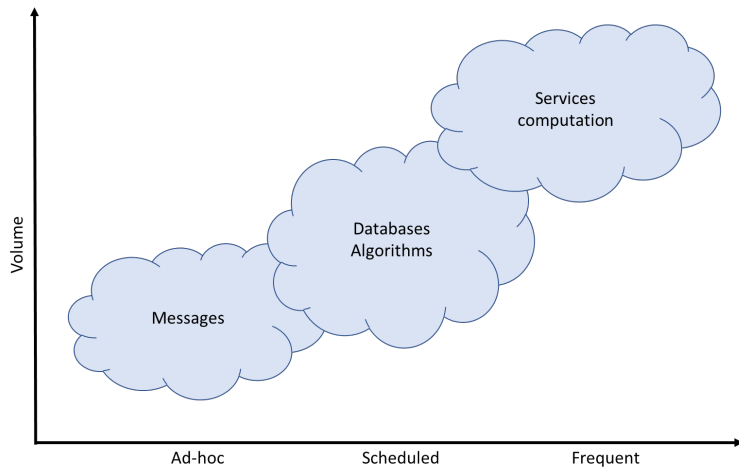 Services
computation
Databases
Algorithms
Messages
Volume
Ad-hoc
Scheduled
Frequent